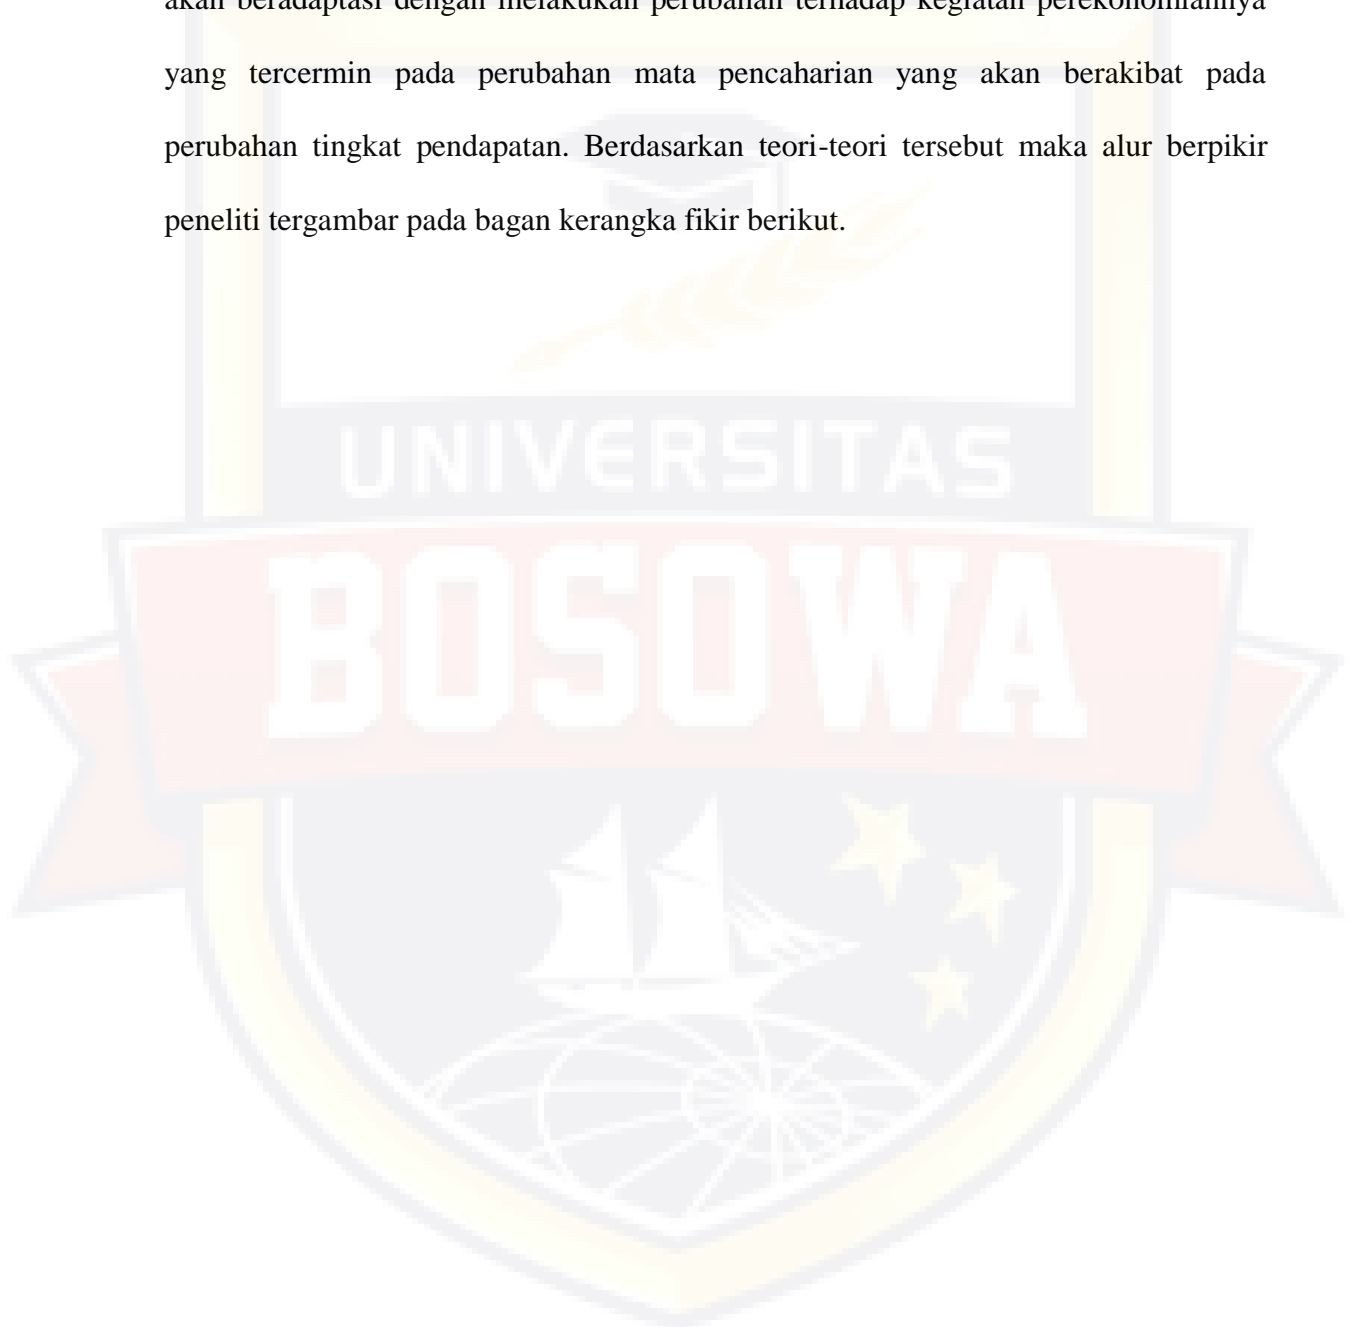 akan beradaptasi dengan melakukan perubahan terhadap kegiatan perekonomiannya
yang tercermin pada perubahan mata pencaharian yang akan berakibat pada
perubahan tingkat pendapatan. Berdasarkan teori-teori tersebut maka alur berpikir
peneliti tergambar pada bagan kerangka fikir berikut.
UNIVERSITAS
BOSOWA